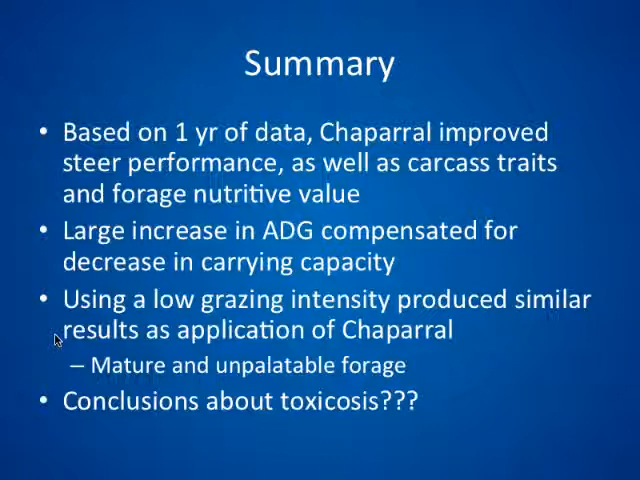 Summary
• Based on 1 yr of data, Chaparral improved
steer performance, as well as carcass traits
and forage nutritive value
• Large increase in ADG compensated for
decrease in carrying capacity
• Using a low grazing intensity produced similar
results as application of Chaparral
– Mature and unpalatable forage
• Conclusions about toxicosis???